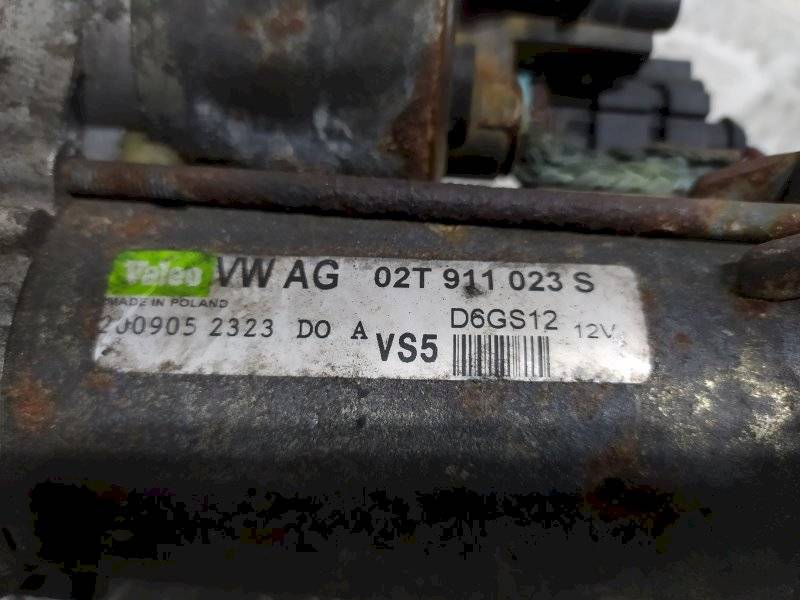 Valeo VW AG 02T 911 023 S
MADE IN POLAND
200905 2323 DO A VS5 D6GS12 12V